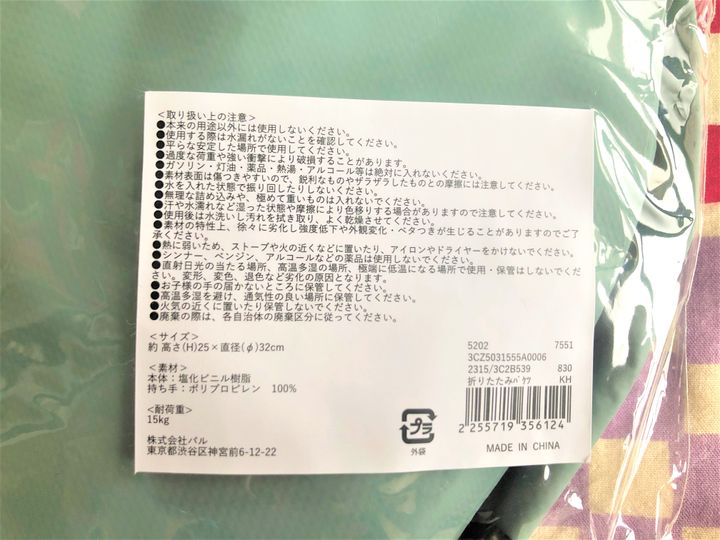 ＜取り扱い上の注意＞
●本来の用途以外には使用しないでください。
●使用する際は水漏れがないことを確認してください。
●平らな安定した場所で使用してください。
●過度な荷重や強い衝撃により破損することがあります。
●ガソリン・灯油・薬品・熱湯・アルコール等は絶対に入れないください。
●素材表面は傷つきやすいので、鋭利なものやザラザラしたものとの摩擦には注意してください。
●水を入れた状態で振り回したりしないください。
●無理な詰め込みや、極めて重いものは入れないでください。
●汗や水濡れなど湿った状態や摩擦により色移りする場合がありますので注意してください。
●使用後は水洗いし汚れを拭き取り、よく乾燥させてください。
●素材の特性上、徐々に劣化し強度低下や外観変化・ベタつきが生じることがありますのでご了
承ください。
●熱に弱いため、ストーブや火の近くなどに置いたり、アイロンやドライヤーをかけないでください。
●シンナー、ベンジン、アルコールなどの薬品は使用しないでください。
●直射日光の当たる場所、高温多湿の場所、極端に低温になる場所で使用・保管はしないでくだ
さい。変形、変色、退色など劣化の原因となります。
●お子様の手の届かないところに保管してください。
●高温多湿を避け、通気性の良い場所に保管してください。
●火気の近くに置いたり保管しないでください。
●廃棄の際は、各自治体の廃棄区分に従ってください。
＜サイズ＞
約 高さ(H)25×直径(φ)32cm
＜素材＞
本体：塩化ビニル樹脂
持ち手：ポリプロピレン 100%
＜耐荷重＞
15kg
株式会社パル
東京都渋谷区神宮前6-12-22
5202 7551
3CZ5031555A0006
2315/3C2B539 830
折りたたみﾊﾞｹﾂ KH
2 255719 356124
プラ
外袋
MADE IN CHINA